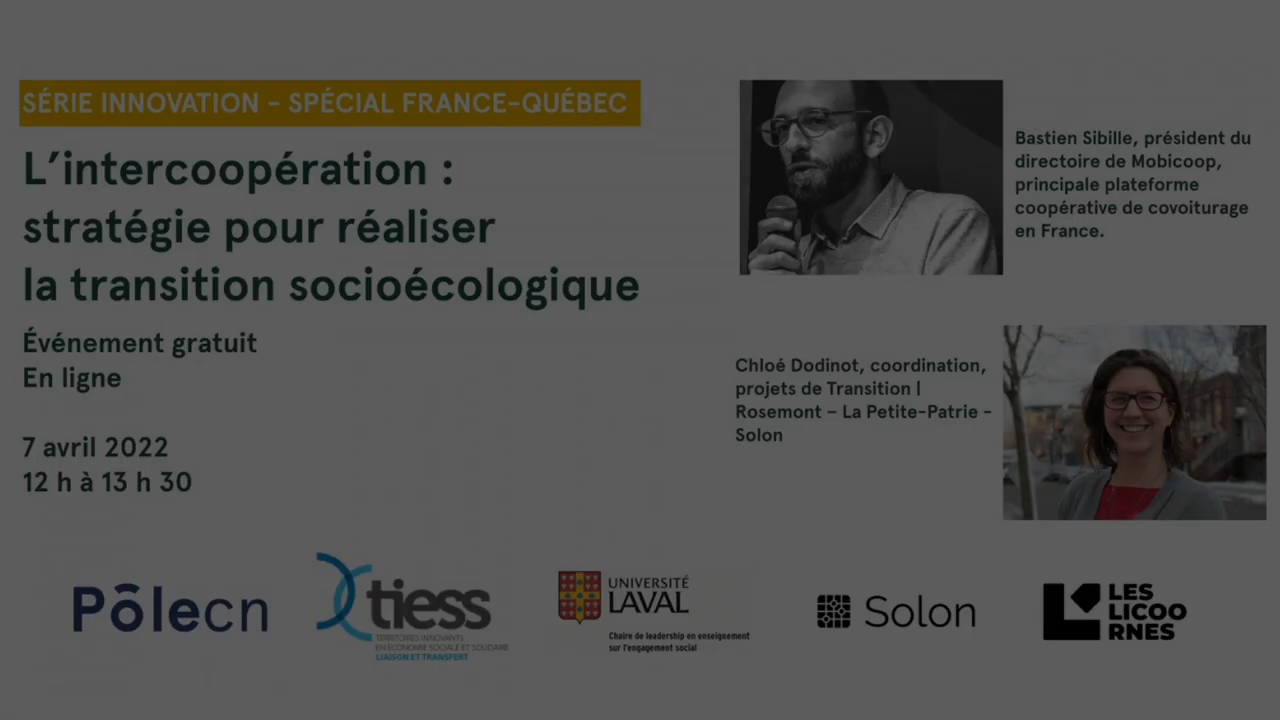 SÉRIE INNOVATION - SPÉCIAL FRANCE-QUÉBEC
L'intercoopération :
stratégie pour réaliser
la transition socioécologique
Événement gratuit
En ligne
7 avril 2022
12 h à 13 h 30
Bastien Sibille, président du
directoire de Mobicoop,
principale plateforme
coopérative de covoiturage
en France.
Chloé Dodinot, coordination,
projets de Transition |
Rosemont – La Petite-Patrie -
Solon
Pôlecn
tiess
TERRITOIRES INNOVANTS
EN ÉCONOMIE SOCIALE ET SOLIDAIRE
LIAISON ET TRANSFERT
UNIVERSITÉ
LAVAL
Chaire de leadership en enseignement
sur l'engagement social
Solon
LES
LICOO
RNES